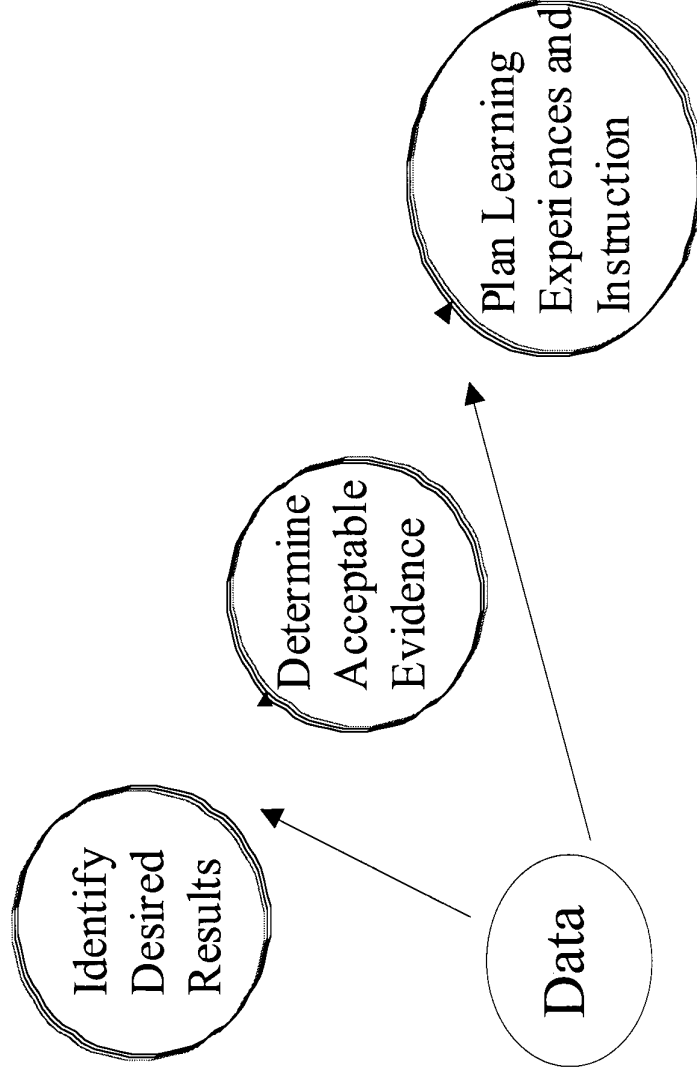 Identify
Desired
Results
Determine
Acceptable
Evidence
Plan Learning
Experiences and
Instruction
Data